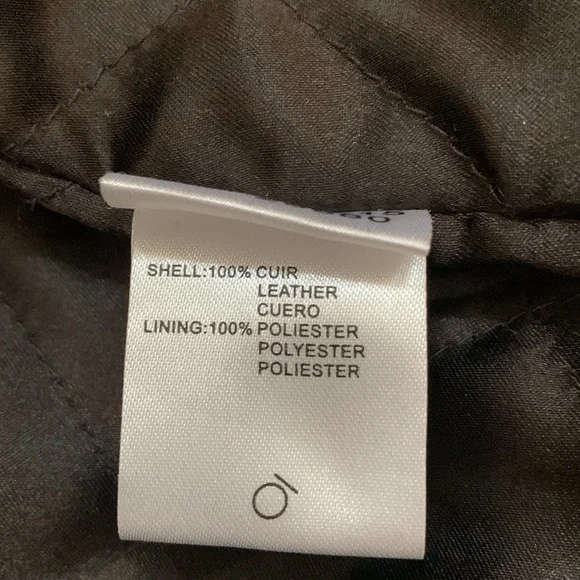 SHELL:100% CUIR
LEATHER
CUERO
LINING:100% POLIESTER
POLYESTER
POLIESTER